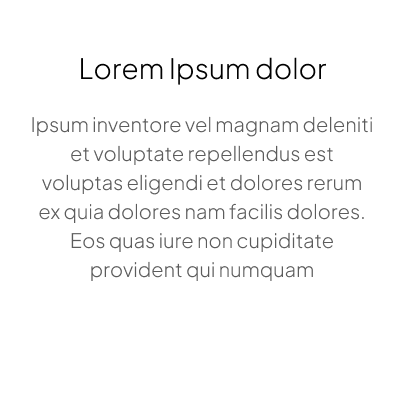 Lorem Ipsum dolor
Ipsum inventore vel magnam deleniti
et voluptate repellendus est
voluptas eligendi et dolores rerum
ex quia dolores nam facilis dolores.
Eos quas iure non cupiditate
provident qui numquam